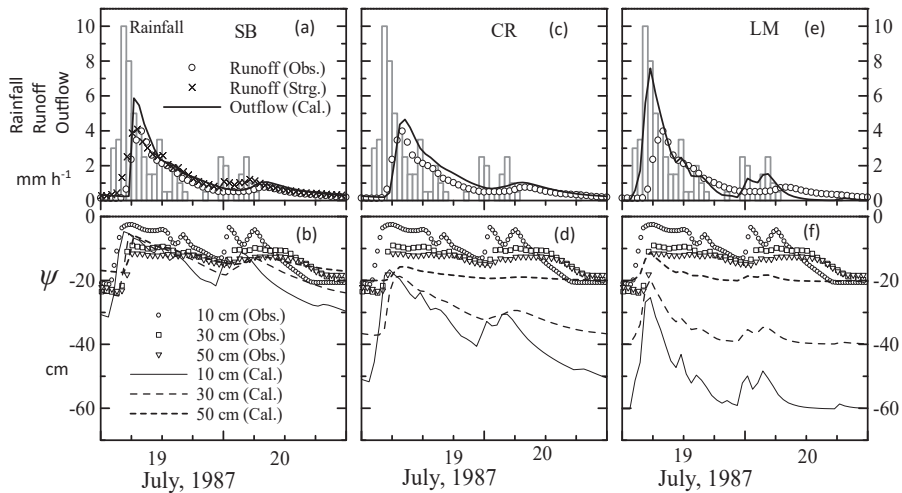 Rainfall
SB
(a)
Runoff (Obs.)
Runoff (Strg.)
Outflow (Cal.)
CR
(c)
LM
(e)
10
8
6
4
2
0
10
8
6
4
2
0
Rainfall
Runoff
Outflow
mm h-1
(b)
(d)
(f)
0
-20
-40
-60
0
-20
-40
-60
ψ
cm
10 cm (Obs.)
30 cm (Obs.)
50 cm (Obs.)
10 cm (Cal.)
30 cm (Cal.)
50 cm (Cal.)
19 20
July, 1987
19 20
July, 1987
19 20
July, 1987